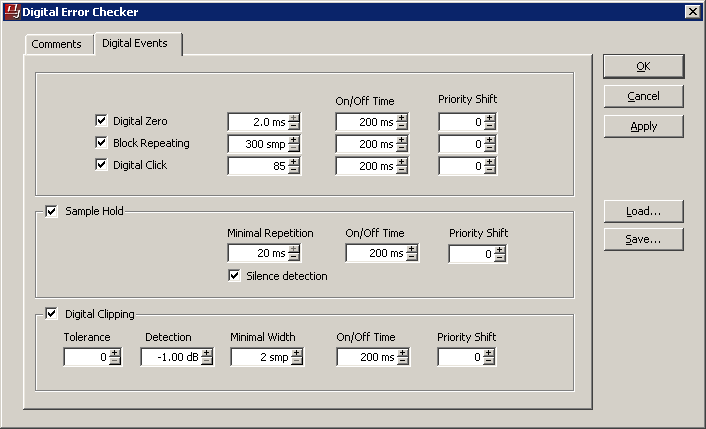 Digital Error Checker
Comments
Digital Events
OK
Cancel
Apply
Load...
Save...
On/Off Time Priority Shift
Digital Zero 2.0 ms 200 ms 0
Block Repeating 300 smp 200 ms 0
Digital Click 85 200 ms 0
Sample Hold
Minimal Repetition On/Off Time Priority Shift
20 ms 200 ms 0
Silence detection
Digital Clipping
Tolerance Detection Minimal Width On/Off Time Priority Shift
0 -1.00 dB 2 smp 200 ms 0